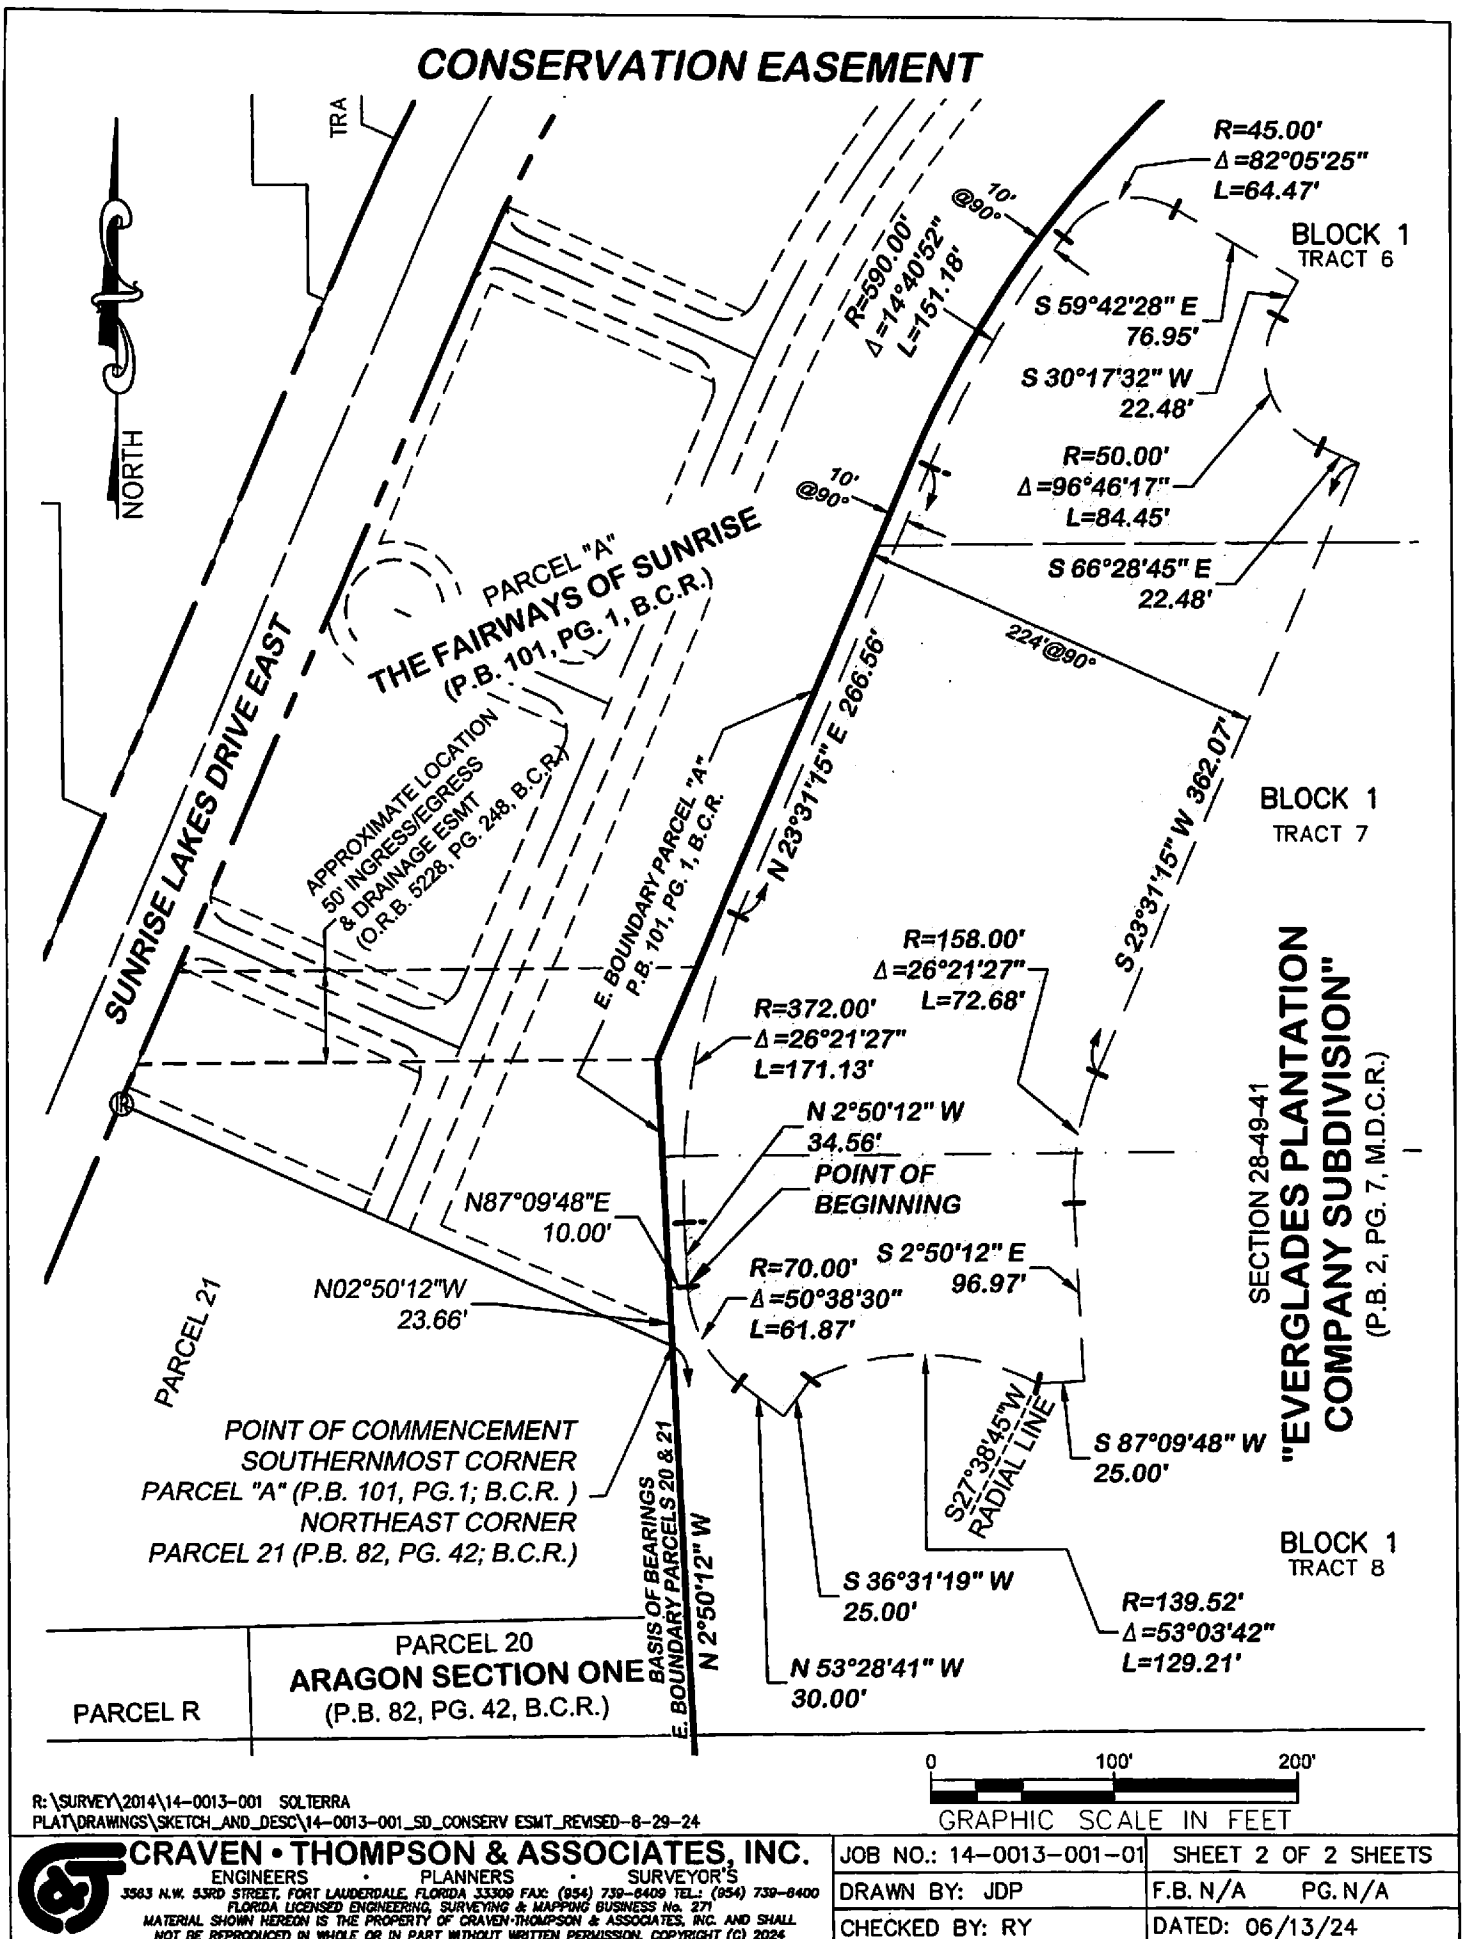 CONSERVATION EASEMENT
TRA
NORTH
R=45.00'
Δ=82°05'25"
L=64.47'
BLOCK 1
TRACT 6
10'
@90°
R=590.00'
Δ=14°40'52"
L=151.18'
S 59°42'28" E
76.95'
S 30°17'32" W
22.48'
R=50.00'
Δ=96°46'17"
L=84.45'
10'
@90°
S 66°28'45" E
22.48'
PARCEL "A"
THE FAIRWAYS OF SUNRISE
(P.B. 101, PG. 1, B.C.R.)
224'@90°
SUNRISE LAKES DRIVE EAST
APPROXIMATE LOCATION
50' INGRESS/EGRESS
& DRAINAGE ESMT
(O.R.B. 5228, PG. 248, B.C.R.)
E. BOUNDARY PARCEL "A"
P.B. 101, PG. 1, B.C.R.
N 23°31'15" E 266.56'
S 23°31'15" W 362.07'
BLOCK 1
TRACT 7
R=158.00'
Δ=26°21'27"
L=72.68'
R=372.00'
Δ=26°21'27"
L=171.13'
N 2°50'12" W
34.56'
POINT OF
BEGINNING
SECTION 28-49-41
"EVERGLADES PLANTATION
COMPANY SUBDIVISION"
(P.B. 2, PG. 7, M.D.C.R.)
N87°09'48"E
10.00'
S 2°50'12" E
96.97'
R=70.00'
Δ=50°38'30"
L=61.87'
N02°50'12"W
23.66'
PARCEL 21
POINT OF COMMENCEMENT
SOUTHERNMOST CORNER
PARCEL "A" (P.B. 101, PG.1; B.C.R. )
NORTHEAST CORNER
PARCEL 21 (P.B. 82, PG. 42; B.C.R.)
S27°38'45"W
RADIAL LINE
S 87°09'48" W
25.00'
BASIS OF BEARINGS
E. BOUNDARY PARCELS 20 & 21
N 2°50'12" W
BLOCK 1
TRACT 8
S 36°31'19" W
25.00'
R=139.52'
Δ=53°03'42"
L=129.21'
N 53°28'41" W
30.00'
PARCEL 20
ARAGON SECTION ONE
(P.B. 82, PG. 42, B.C.R.)
PARCEL R
0 100' 200'
GRAPHIC SCALE IN FEET
R:\SURVEY\2014\14-0013-001 SOLTERRA
PLAT\DRAWINGS\SKETCH_AND_DESC\14-0013-001_SD_CONSERV ESMT_REVISED-8-29-24
CRAVEN • THOMPSON & ASSOCIATES, INC.
ENGINEERS • PLANNERS • SURVEYOR'S
3563 N.W. 53RD STREET, FORT LAUDERDALE, FLORIDA 33309 FAX: (954) 739-6409 TEL.: (954) 739-6400
FLORIDA LICENSED ENGINEERING, SURVEYING & MAPPING BUSINESS No. 271
MATERIAL SHOWN HEREON IS THE PROPERTY OF CRAVEN•THOMPSON & ASSOCIATES, INC. AND SHALL
NOT BE REPRODUCED IN WHOLE OR IN PART WITHOUT WRITTEN PERMISSION. COPYRIGHT (C) 2024
JOB NO.: 14-0013-001-01
SHEET 2 OF 2 SHEETS
DRAWN BY: JDP
F.B. N/A PG. N/A
CHECKED BY: RY
DATED: 06/13/24